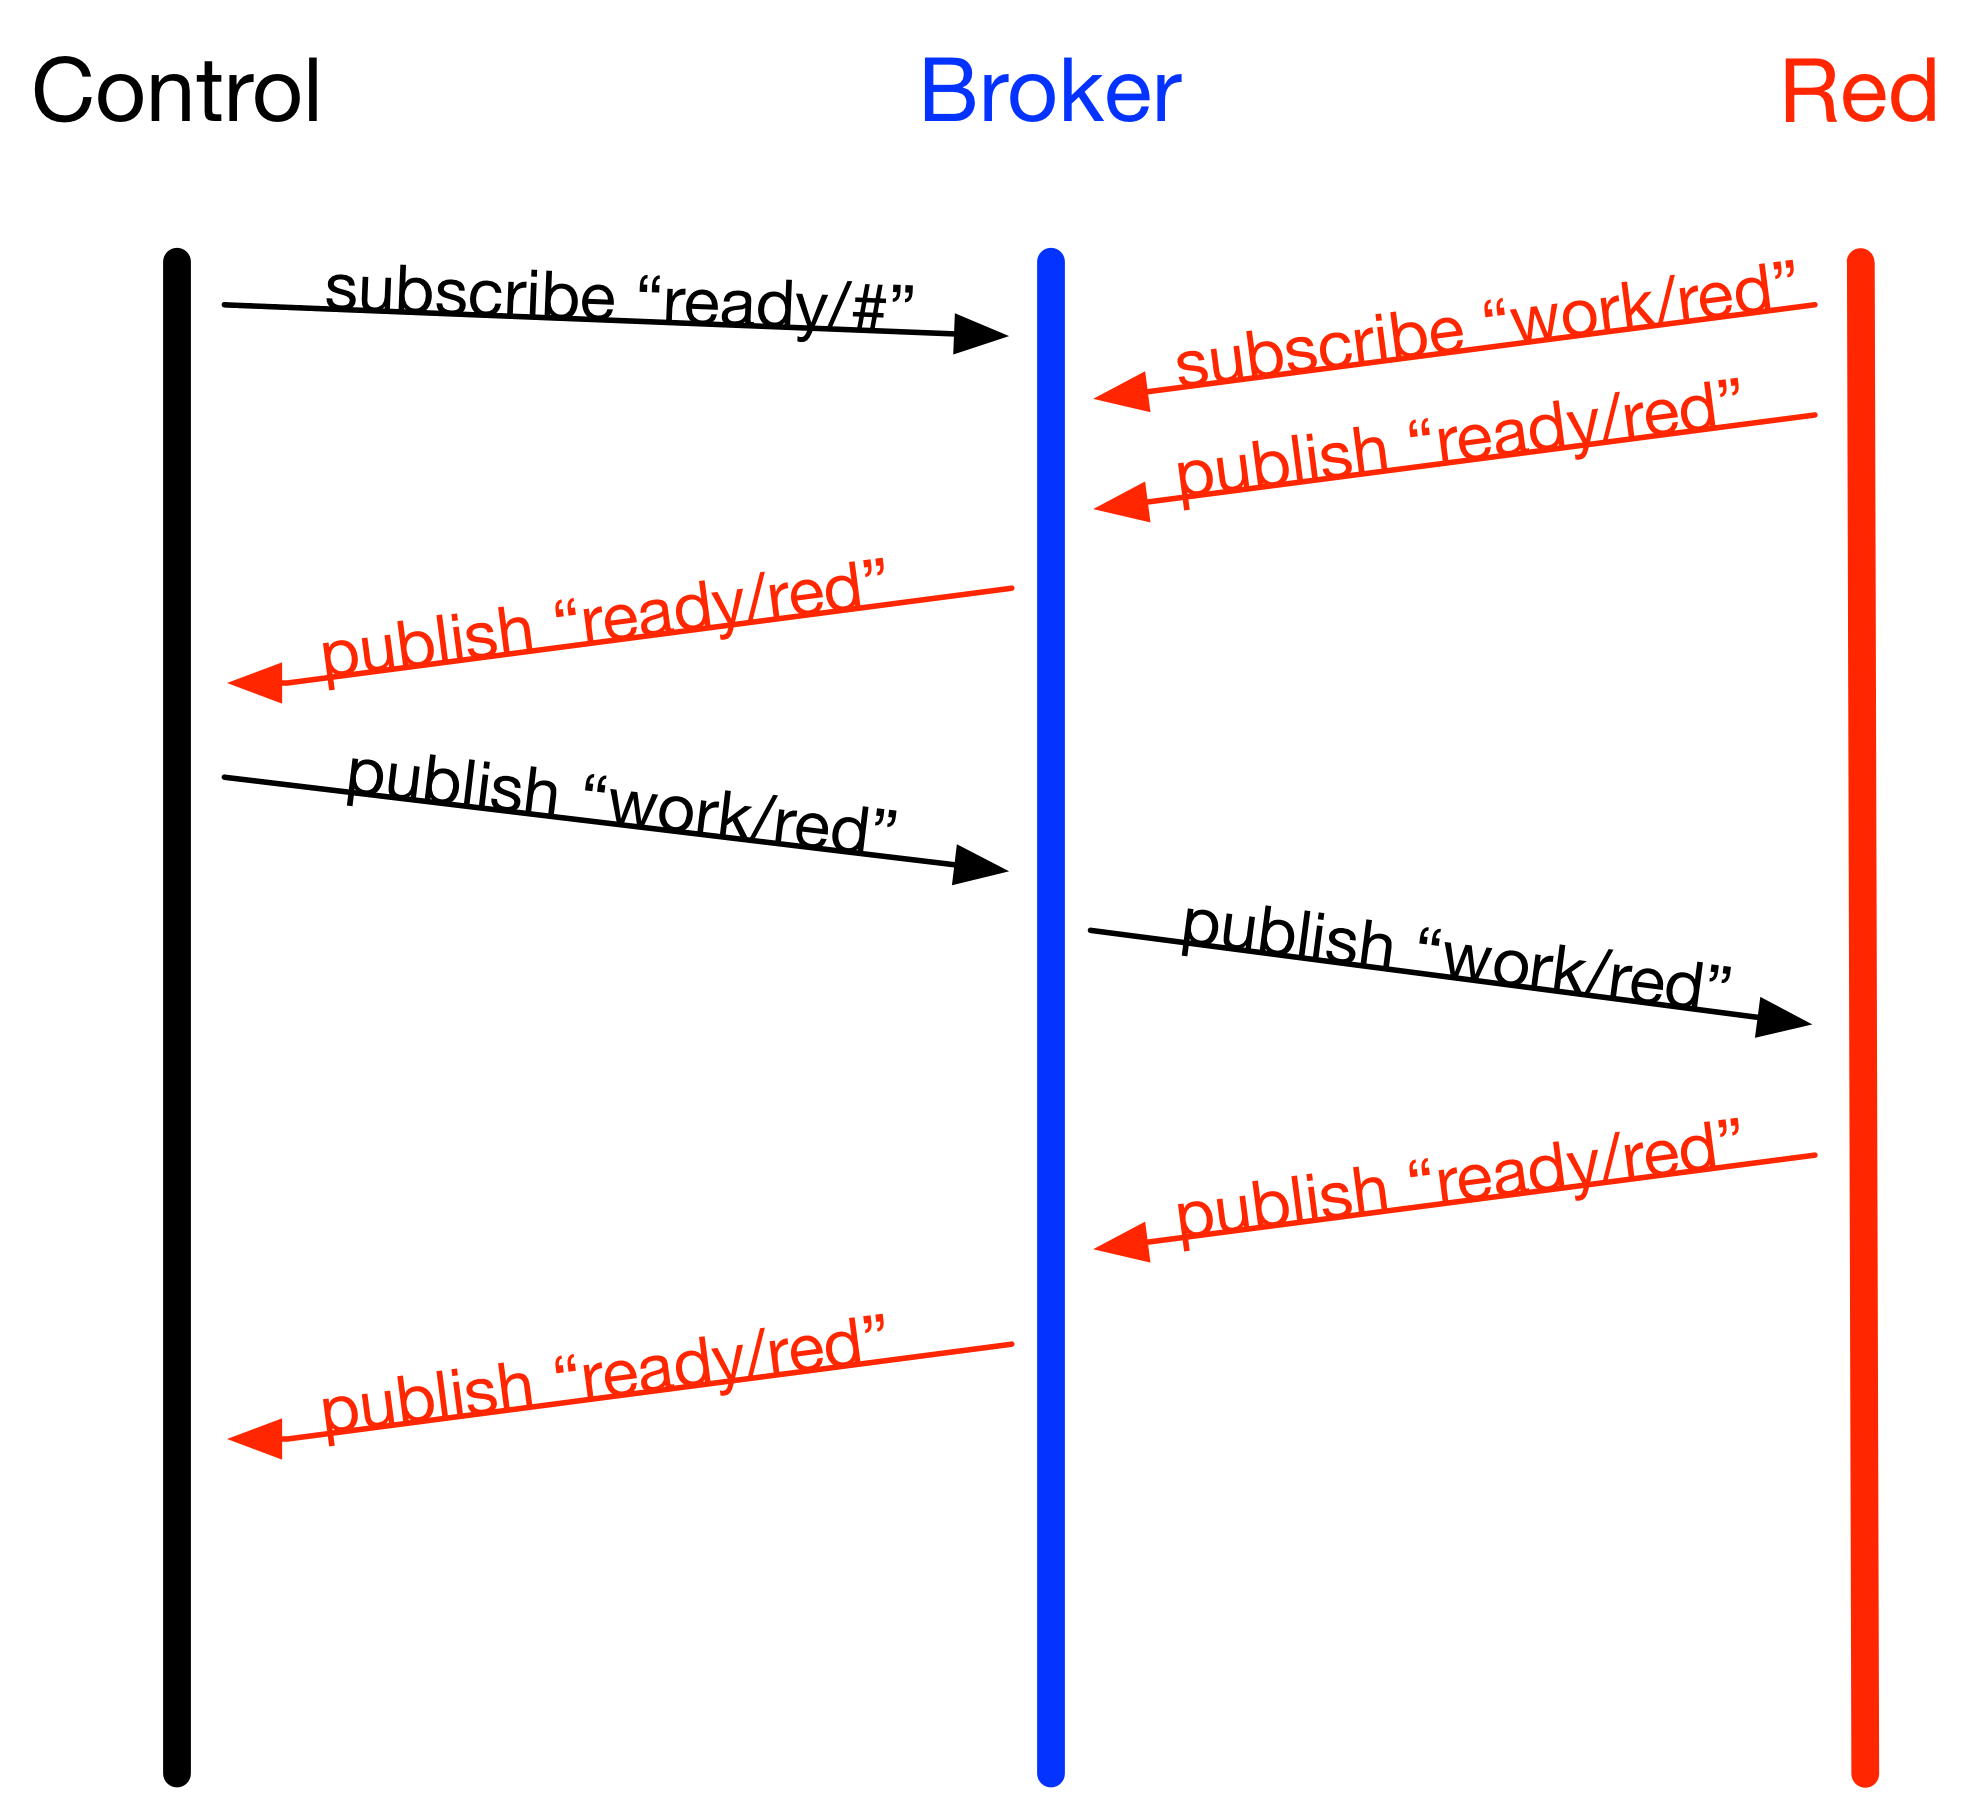 Control
Broker
Red
subscribe “ready/#”
subscribe “work/red”
publish “ready/red”
publish “ready/red”
publish “work/red”
publish “work/red”
publish “ready/red”
publish “ready/red”